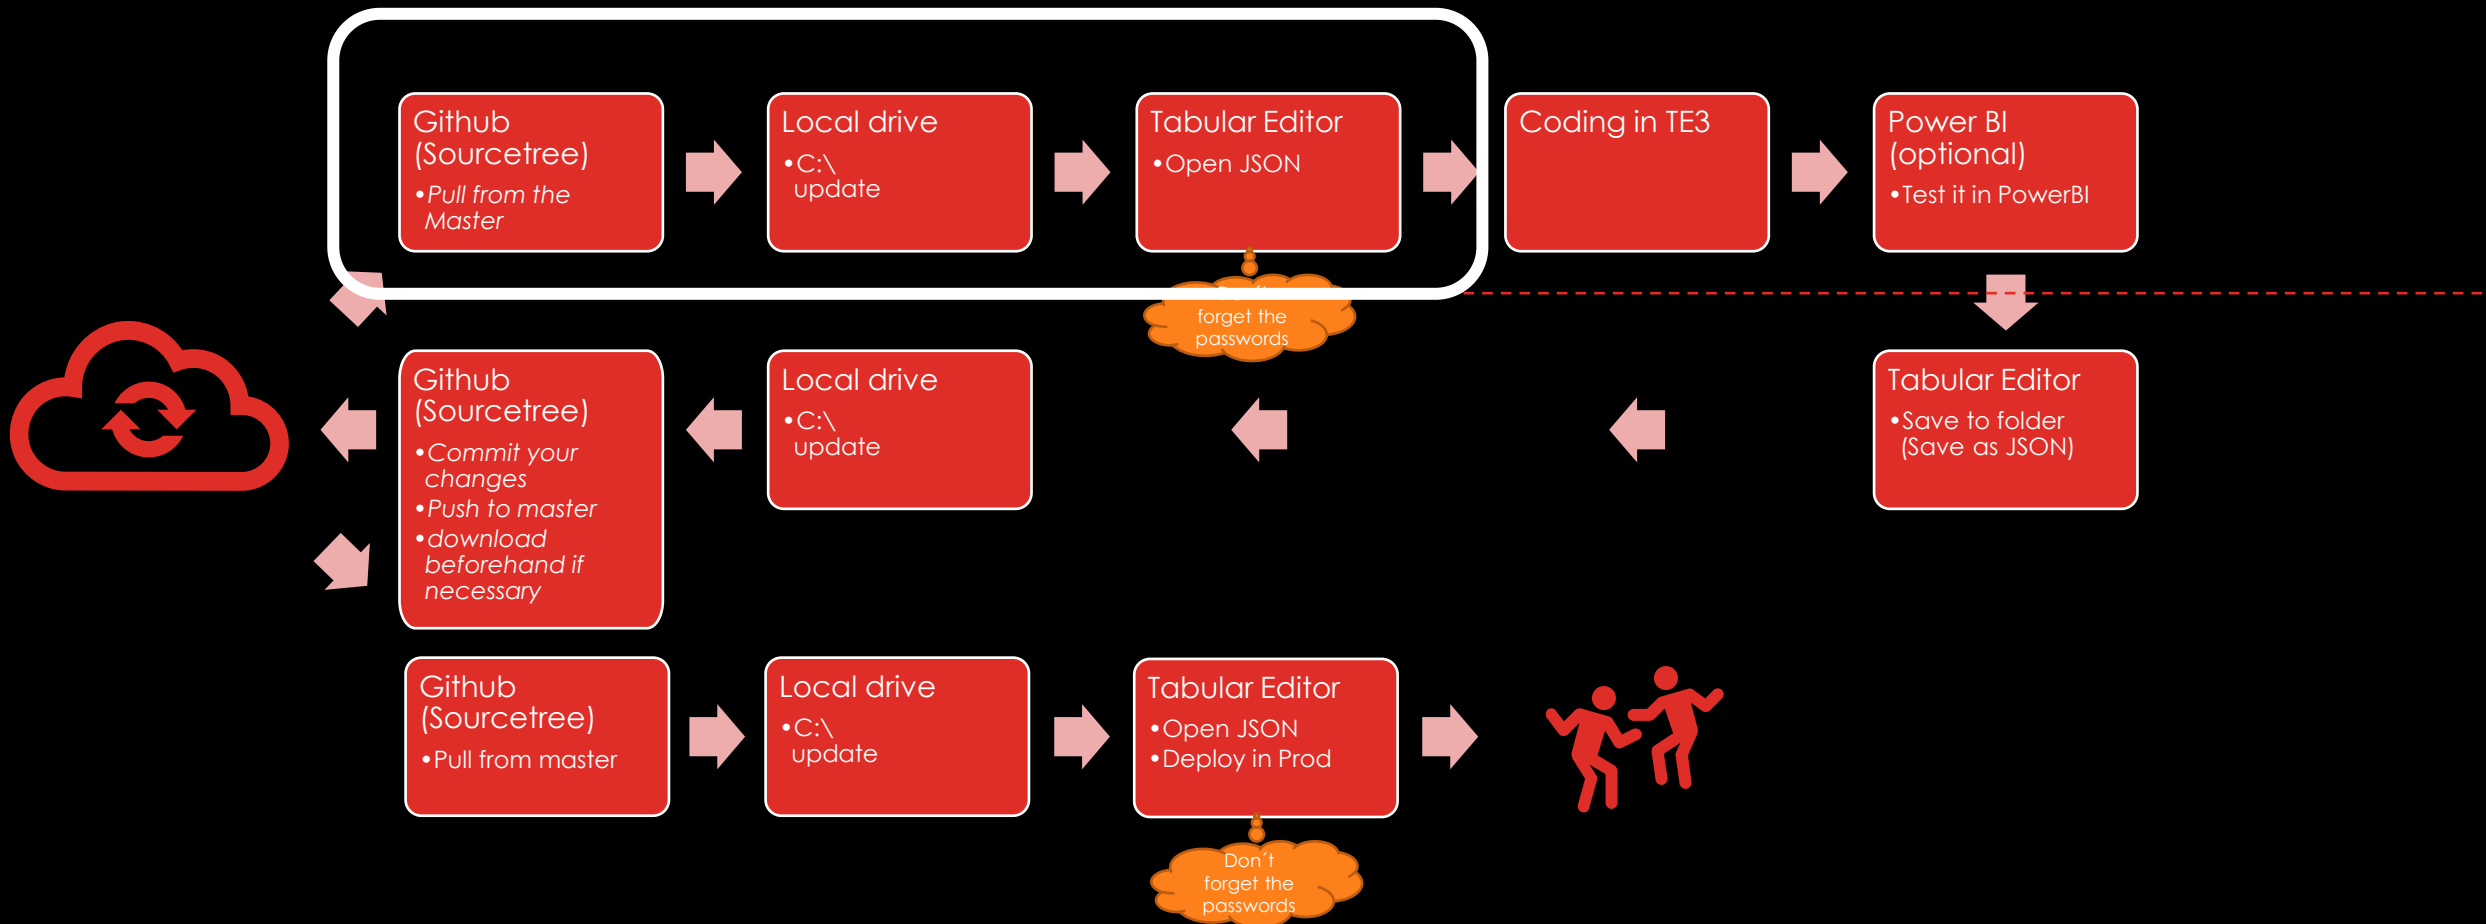 Github
(Sourcetree)
•Pull from the
Master
Local drive
•C:\
update
Tabular Editor
•Open JSON
Coding in TE3
Power BI
(optional)
•Test it in PowerBI
forget the
passwords
Github
(Sourcetree)
•Commit your
changes
•Push to master
•download
beforehand if
necessary
Local drive
•C:\
update
Tabular Editor
•Save to folder
(Save as JSON)
Github
(Sourcetree)
•Pull from master
Local drive
•C:\
update
Tabular Editor
•Open JSON
•Deploy in Prod
Don´t
forget the
passwords